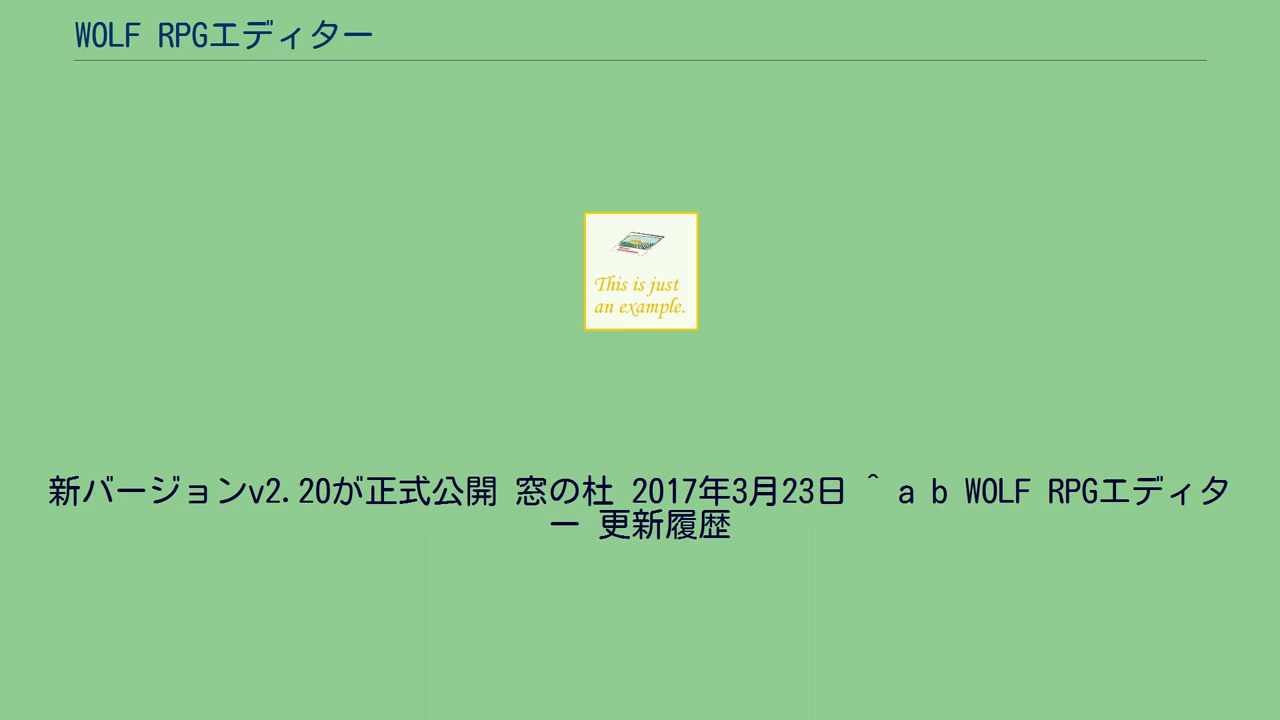 WOLF RPGエディター
This is just
an example.
新バージョンv2.20が正式公開 窓の杜 2017年3月23日 ^ a b WOLF RPGエディタ
ー 更新履歴